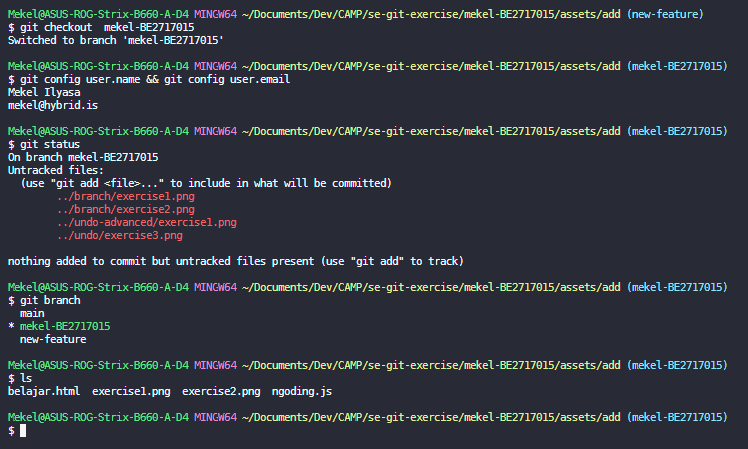 Mekel@ASUS-ROG-Strix-B660-A-D4 MINGW64 ~/Documents/Dev/CAMP/se-git-exercise/mekel-BE2717015/assets/add (new-feature)
$ git checkout  mekel-BE2717015
Switched to branch 'mekel-BE2717015'

Mekel@ASUS-ROG-Strix-B660-A-D4 MINGW64 ~/Documents/Dev/CAMP/se-git-exercise/mekel-BE2717015/assets/add (mekel-BE2717015)
$ git config user.name && git config user.email
Mekel Ilyasa
mekel@hybrid.is

Mekel@ASUS-ROG-Strix-B660-A-D4 MINGW64 ~/Documents/Dev/CAMP/se-git-exercise/mekel-BE2717015/assets/add (mekel-BE2717015)
$ git status
On branch mekel-BE2717015
Untracked files:
  (use "git add <file>..." to include in what will be committed)
        ../branch/exercise1.png
        ../branch/exercise2.png
        ../undo-advanced/exercise1.png
        ../undo/exercise3.png

nothing added to commit but untracked files present (use "git add" to track)

Mekel@ASUS-ROG-Strix-B660-A-D4 MINGW64 ~/Documents/Dev/CAMP/se-git-exercise/mekel-BE2717015/assets/add (mekel-BE2717015)
$ git branch
  main
* mekel-BE2717015
  new-feature

Mekel@ASUS-ROG-Strix-B660-A-D4 MINGW64 ~/Documents/Dev/CAMP/se-git-exercise/mekel-BE2717015/assets/add (mekel-BE2717015)
$ ls
belajar.html  exercise1.png  exercise2.png  ngoding.js

Mekel@ASUS-ROG-Strix-B660-A-D4 MINGW64 ~/Documents/Dev/CAMP/se-git-exercise/mekel-BE2717015/assets/add (mekel-BE2717015)
$